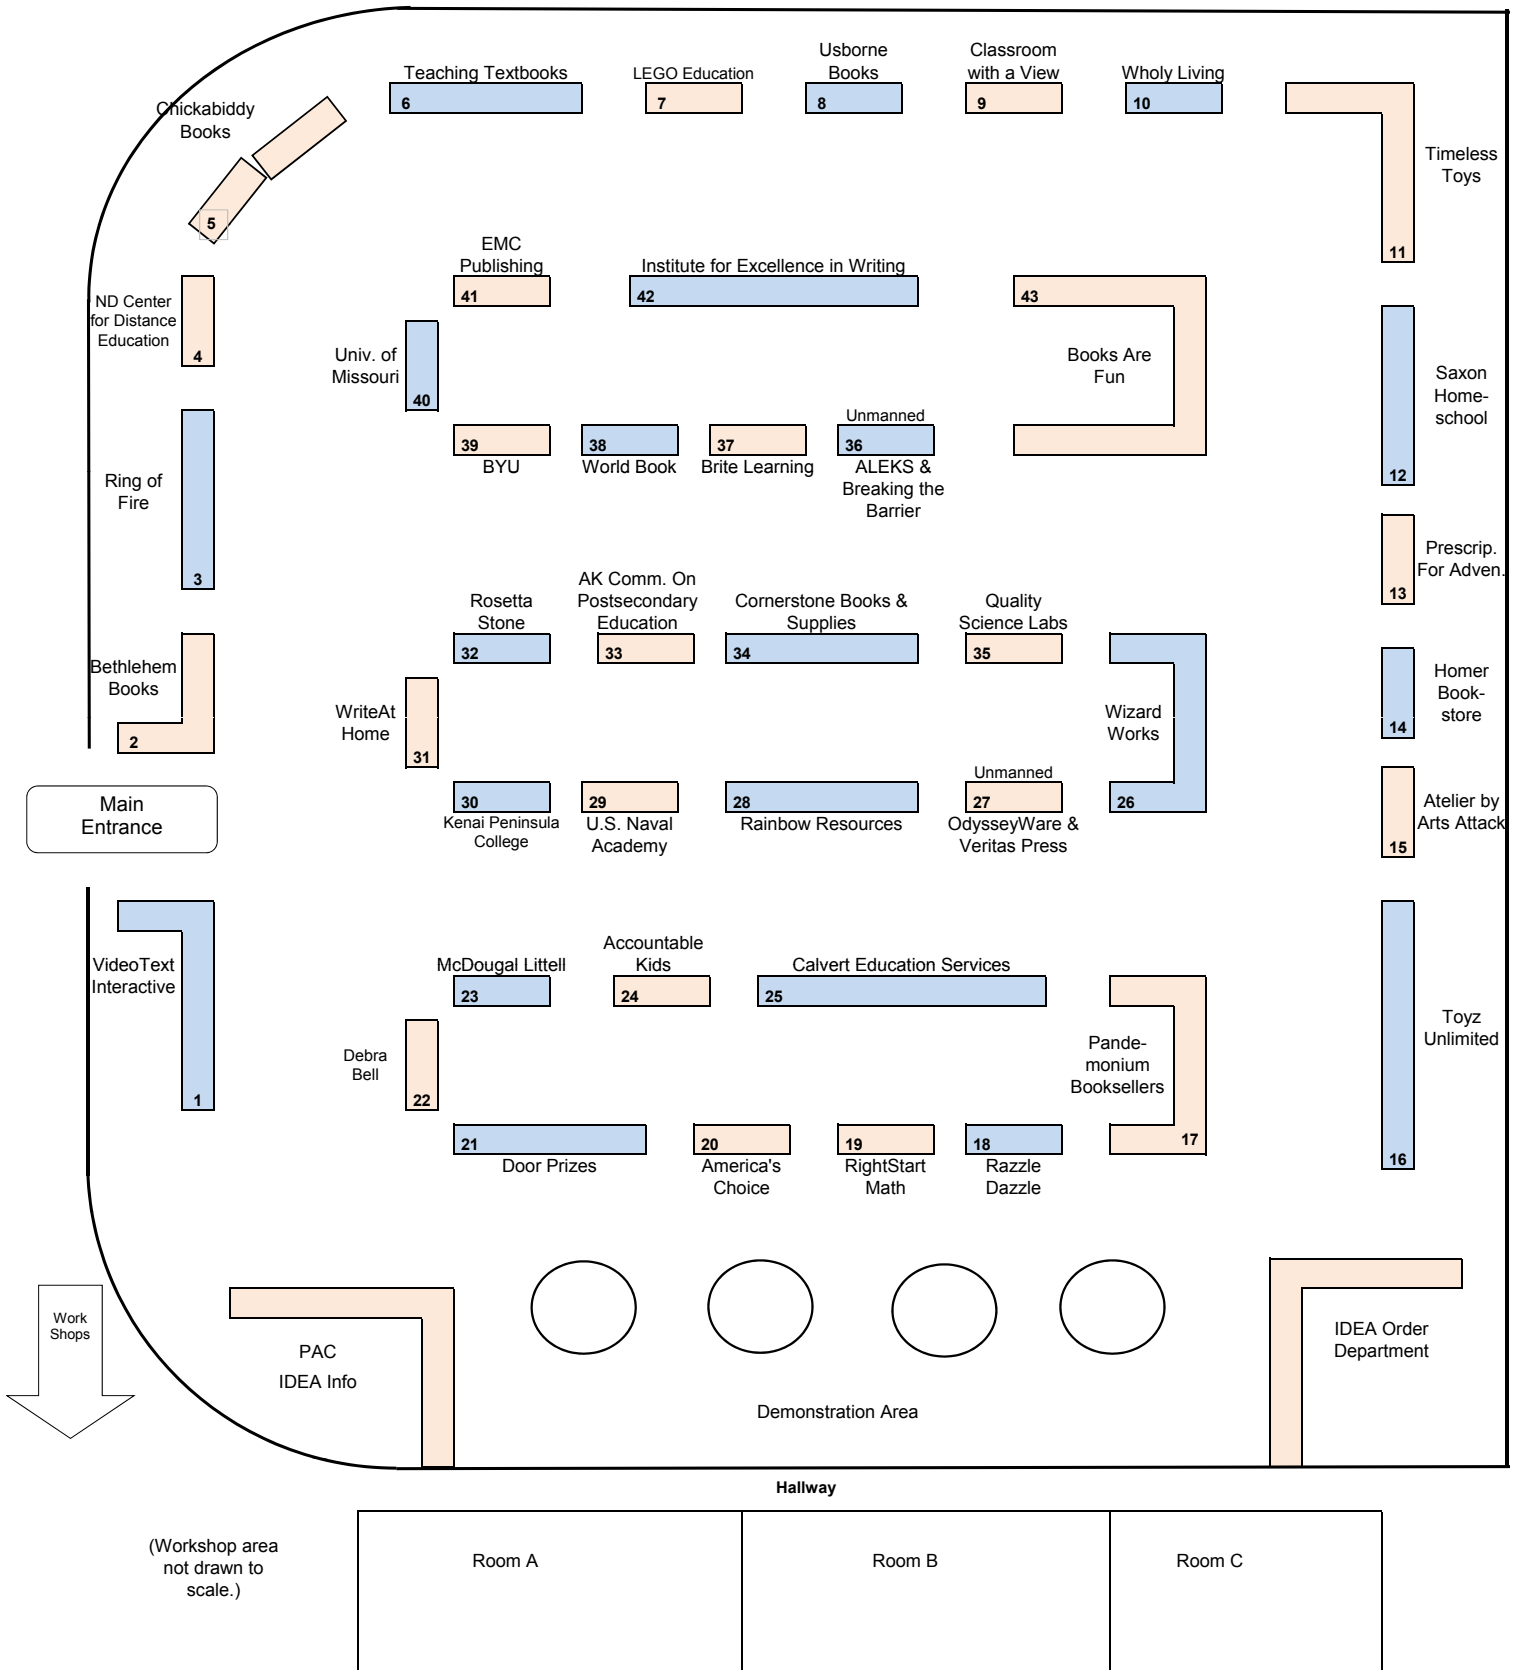 Teaching Textbooks
6
LEGO Education
7
Usborne
Books
8
Classroom
with a View
9
Wholy Living
10
Chickabiddy
Books
5
Timeless
Toys
11
ND Center
for Distance
Education
4
EMC
Publishing
41
Institute for Excellence in Writing
42
43
Books Are
Fun
Univ. of
Missouri
40
Saxon
Home-
school
12
39
BYU
38
World Book
37
Brite Learning
Unmanned
36
ALEKS &
Breaking the
Barrier
Ring of
Fire
3
Prescrip.
For Adven.
13
Rosetta
Stone
32
AK Comm. On
Postsecondary
Education
33
Cornerstone Books &
Supplies
34
Quality
Science Labs
35
Bethlehem
Books
2
WriteAt
Home
31
Wizard
Works
26
Homer
Book-
store
14
30
Kenai Peninsula
College
29
U.S. Naval
Academy
28
Rainbow Resources
Unmanned
27
OdysseyWare &
Veritas Press
Main
Entrance
Atelier by
Arts Attack
15
VideoText
Interactive
1
McDougal Littell
23
Accountable
Kids
24
Calvert Education Services
25
Debra
Bell
22
Pande-
monium
Booksellers
17
Toyz
Unlimited
16
21
Door Prizes
20
America's
Choice
19
RightStart
Math
18
Razzle
Dazzle
Work
Shops
PAC
IDEA Info
IDEA Order
Department
Demonstration Area
Hallway
(Workshop area
not drawn to
scale.)
Room A
Room B
Room C